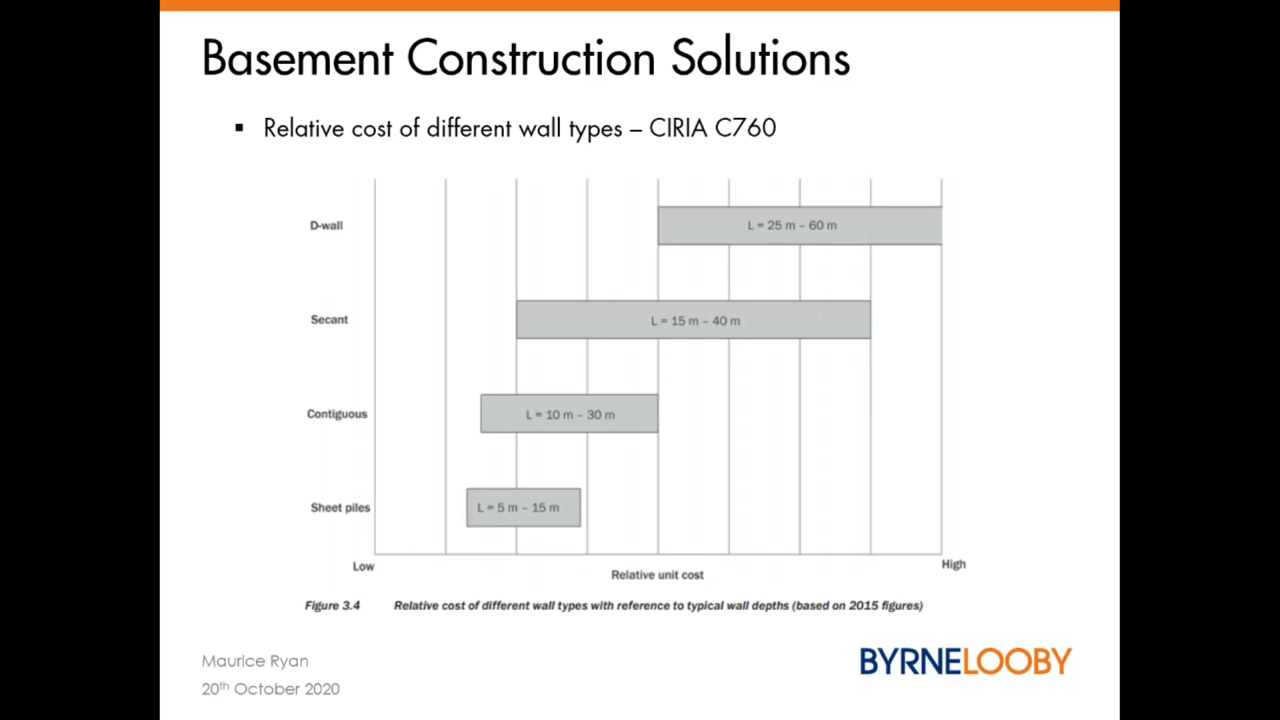 Basement Construction Solutions
▪ Relative cost of different wall types – CIRIA C760
D-wall
L = 25 m – 60 m
Secant
L = 15 m – 40 m
Contiguous
L = 10 m – 30 m
Sheet piles
L = 5 m – 15 m
Low
High
Relative unit cost
Figure 3.4 Relative cost of different wall types with reference to typical wall depths (based on 2015 figures)
Maurice Ryan
20th October 2020
BYRNELOOBY